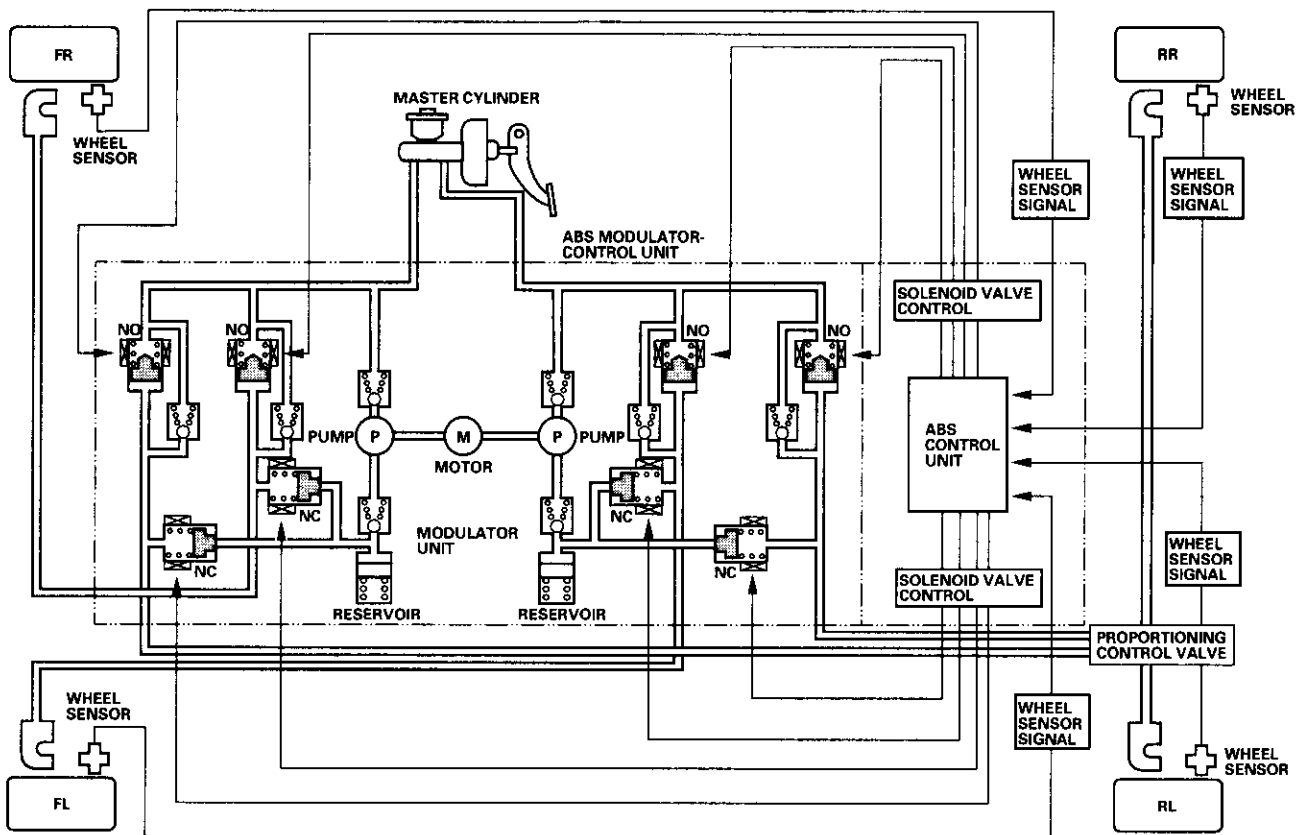 FR
WHEEL
SENSOR
MASTER CYLINDER
RR
WHEEL
SENSOR
WHEEL
SENSOR
SIGNAL
WHEEL
SENSOR
SIGNAL
ABS MODULATOR-
CONTROL UNIT
SOLENOID VALVE
CONTROL
NO
NO
NO
NO
PUMP
P
M
P
PUMP
MOTOR
ABS
CONTROL
UNIT
NC
NC
MODULATOR
UNIT
NC
NC
WHEEL
SENSOR
SIGNAL
SOLENOID VALVE
CONTROL
RESERVOIR
RESERVOIR
PROPORTIONING
CONTROL VALVE
WHEEL
SENSOR
WHEEL
SENSOR
SIGNAL
WHEEL
SENSOR
FL
RL